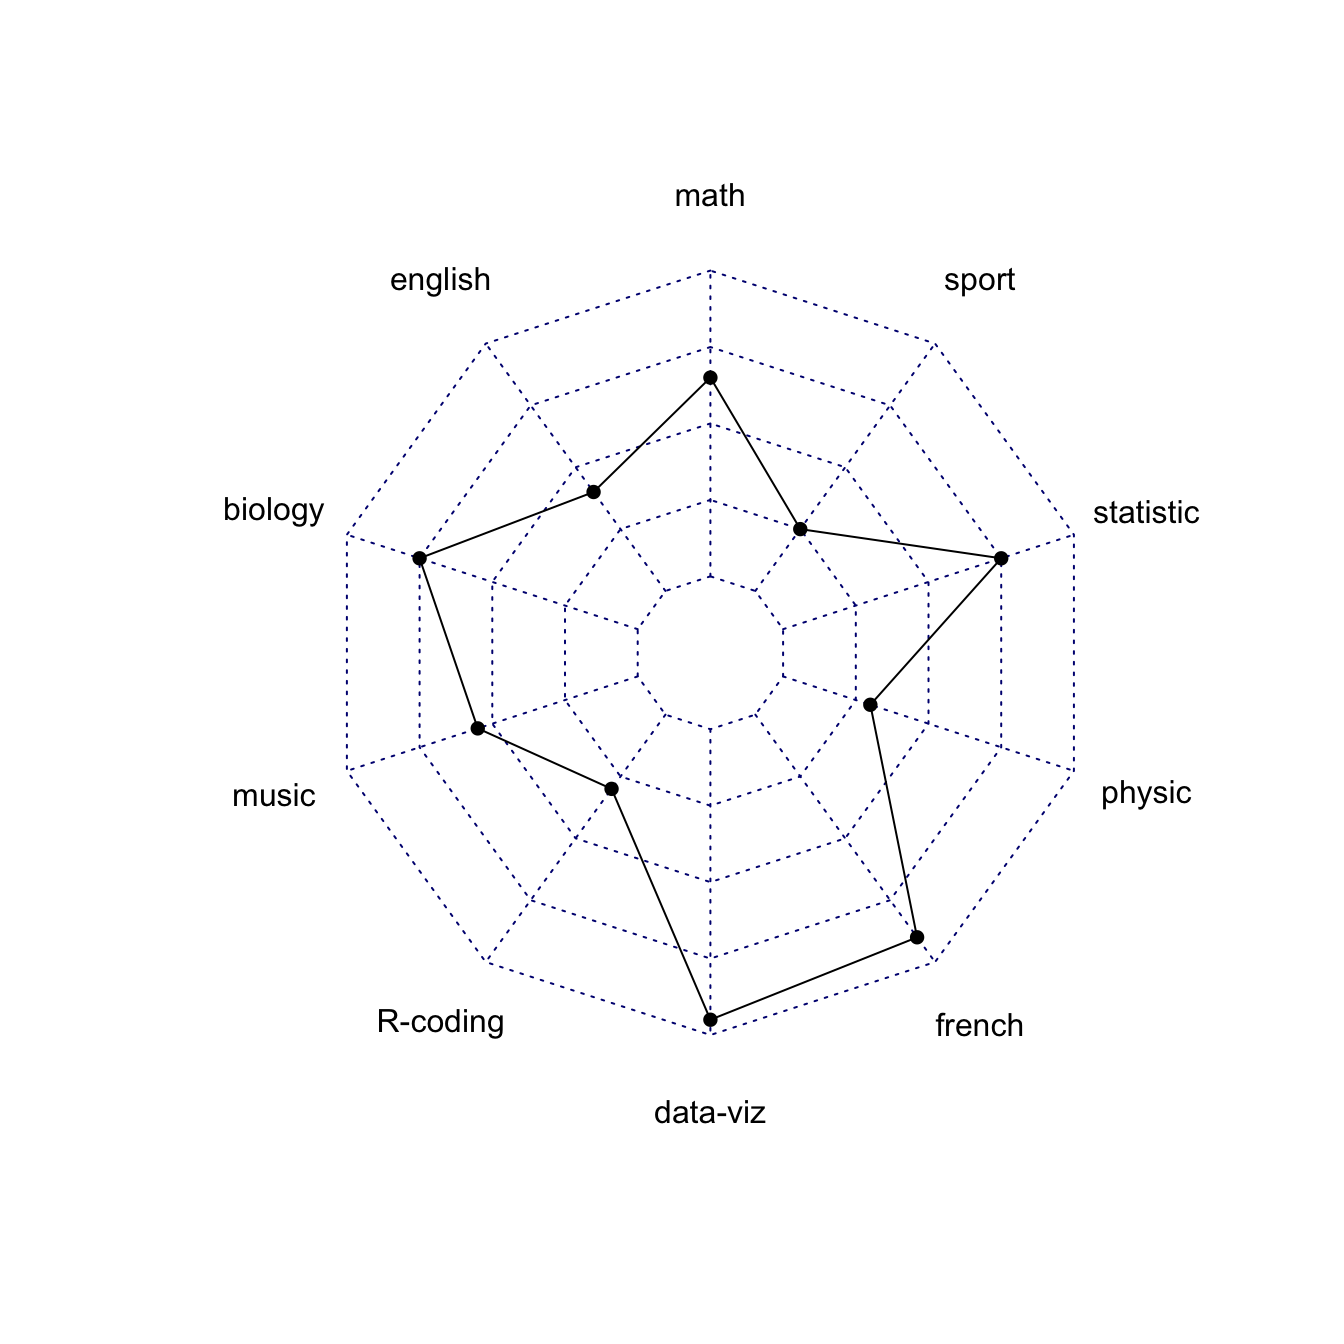 math
english
sport
biology
statistic
music
physic
R-coding
french
data-viz